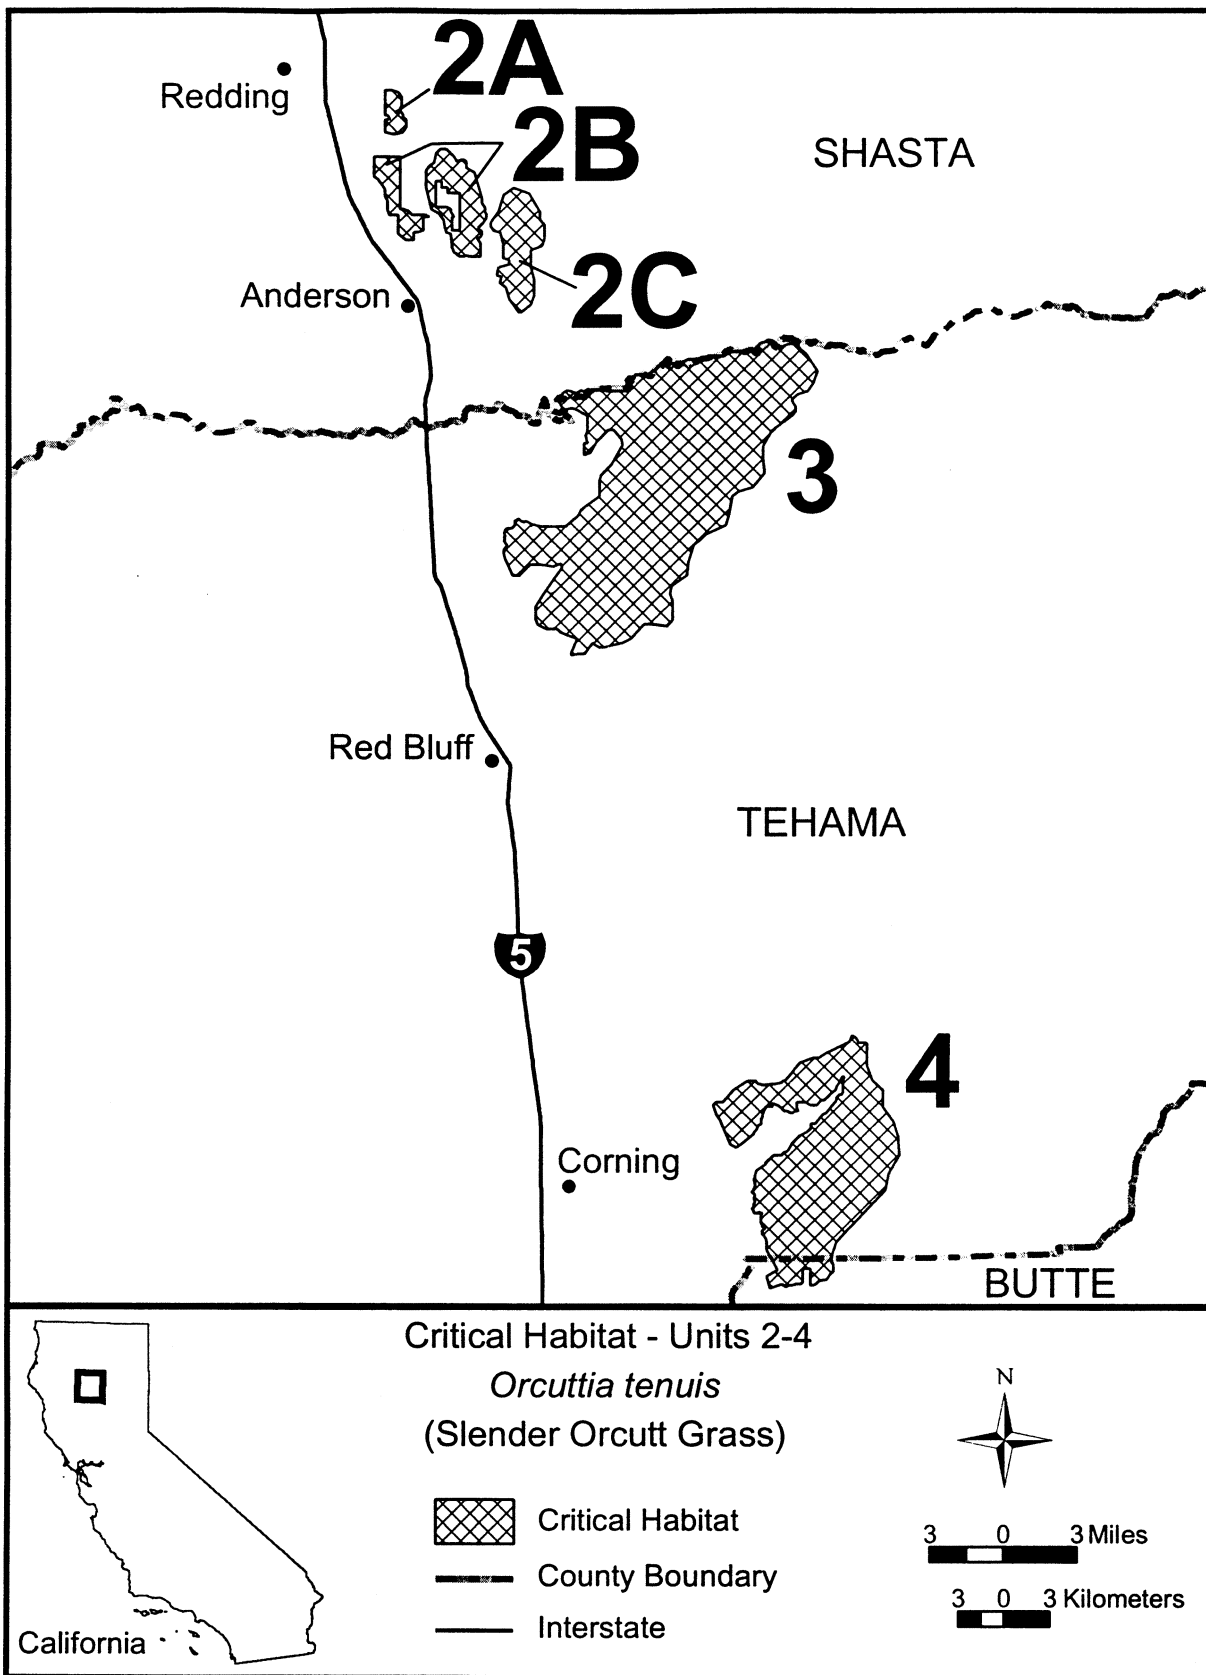 2A
Redding
2B
SHASTA
2C
Anderson
3
Red Bluff
TEHAMA
5
4
Corning
BUTTE
Critical Habitat - Units 2-4
Orcuttia tenuis
(Slender Orcutt Grass)
N
Critical Habitat
County Boundary
Interstate
3 0 3 Miles
3 0 3 Kilometers
California